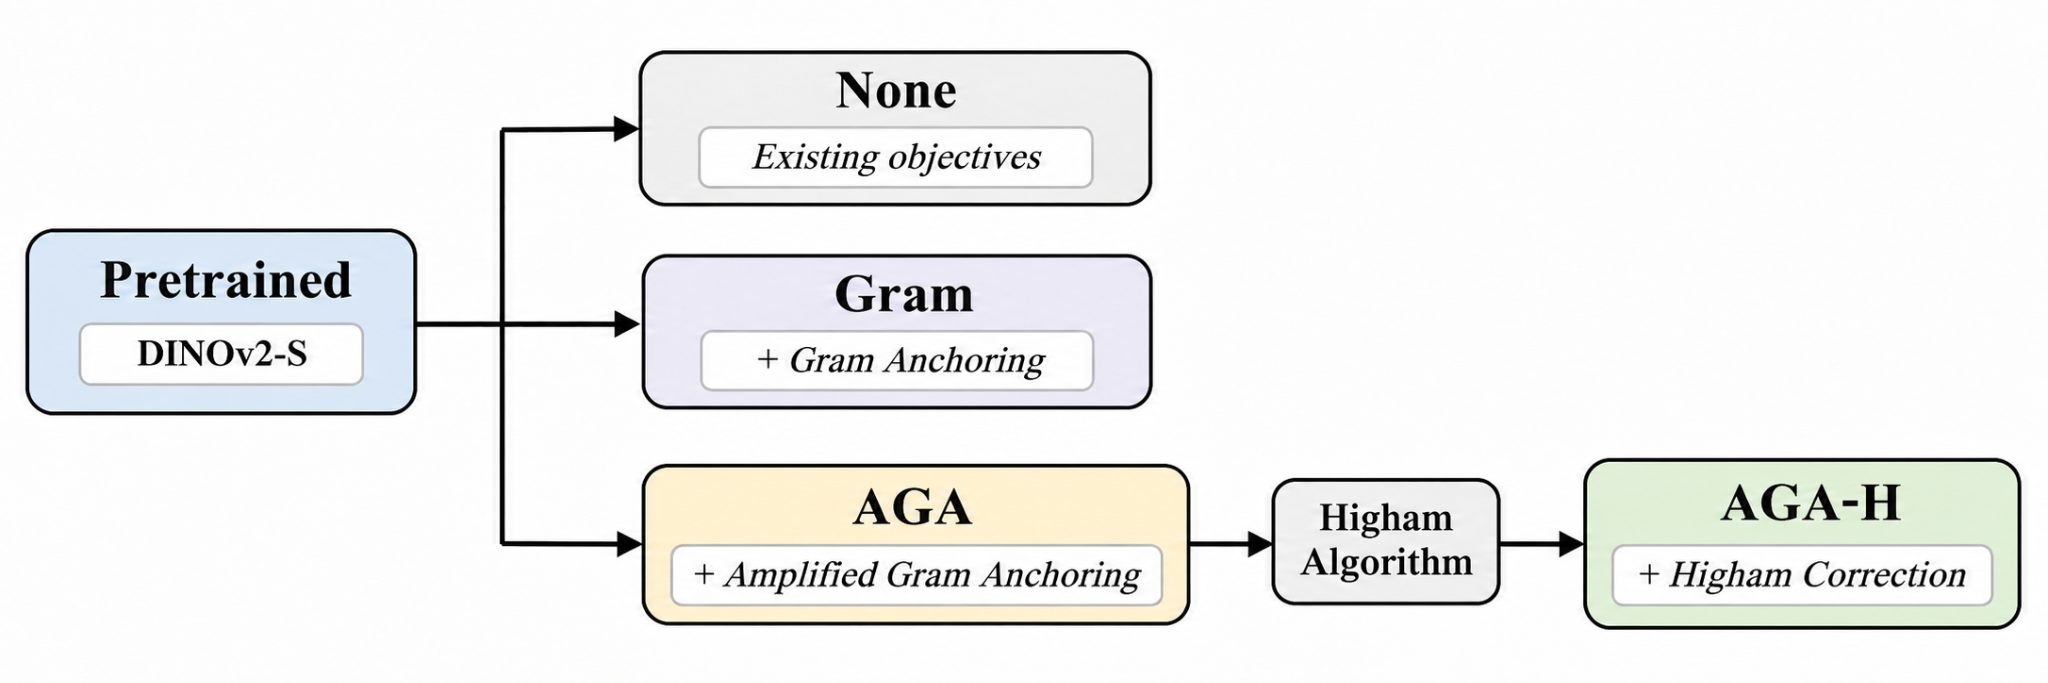 None
Existing objectives
Pretrained
DINOv2-S
Gram
+ Gram Anchoring
AGA
+ Amplified Gram Anchoring
Higham
Algorithm
AGA-H
+ Higham Correction